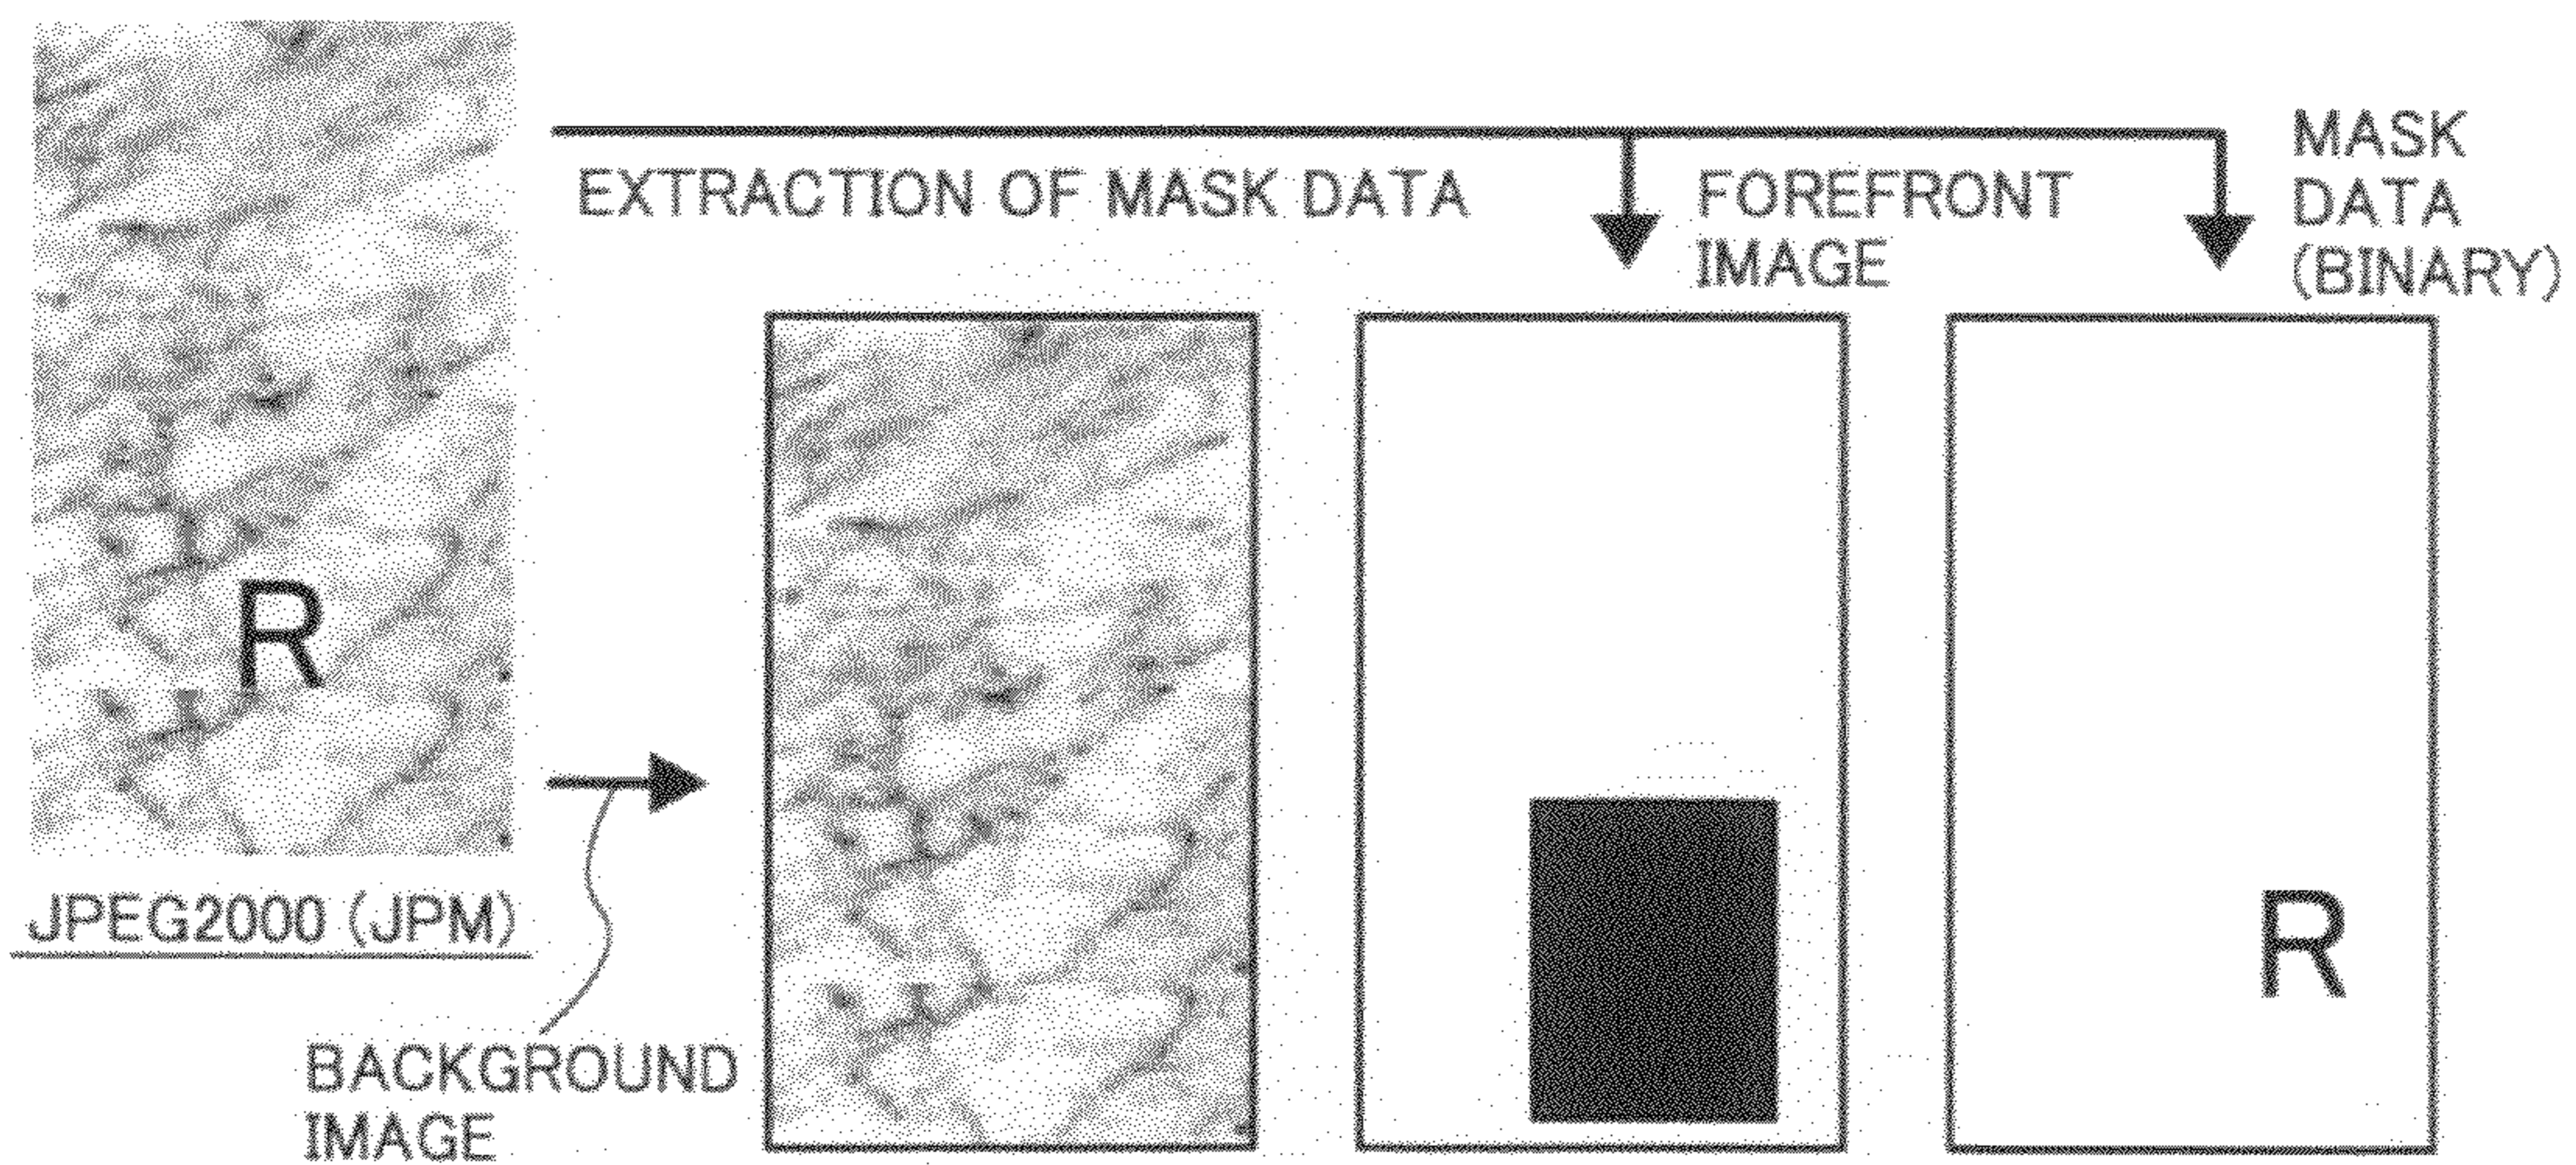 MASK
DATA
(BINARY)
EXTRACTION OF MASK DATA
FOREFRONT
IMAGE
R
JPEG2000 (JPM)
BACKGROUND
IMAGE
R